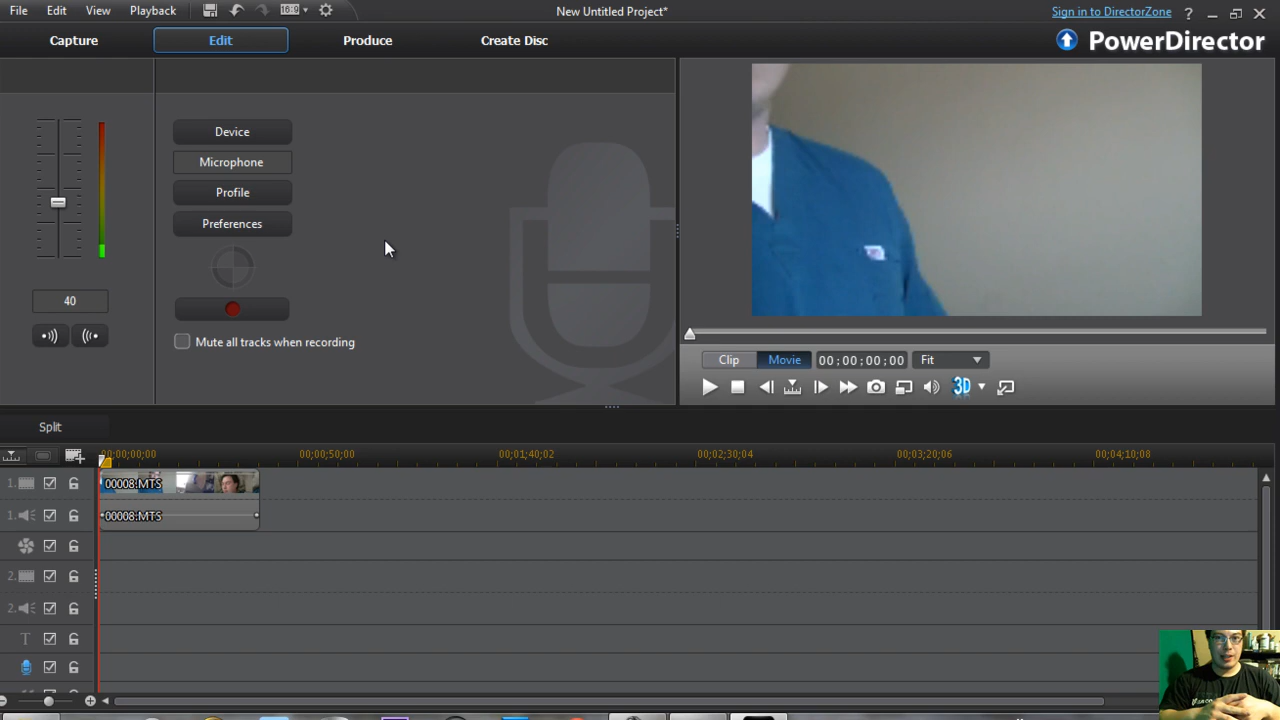 File Edit View Playback 16:9 New Untitled Project* Sign in to DirectorZone ?
Capture Edit Produce Create Disc PowerDirector
Device
Microphone
Profile
Preferences
40
Mute all tracks when recording
Clip Movie 00;00;00;00 Fit
3D
Split
00;00;00;00 00;00;50;00 00;01;40;02 00;02;30;04 00;03;20;06 00;04;10;08
1. 00008.MTS
1. 00008.MTS
2.
2.
T